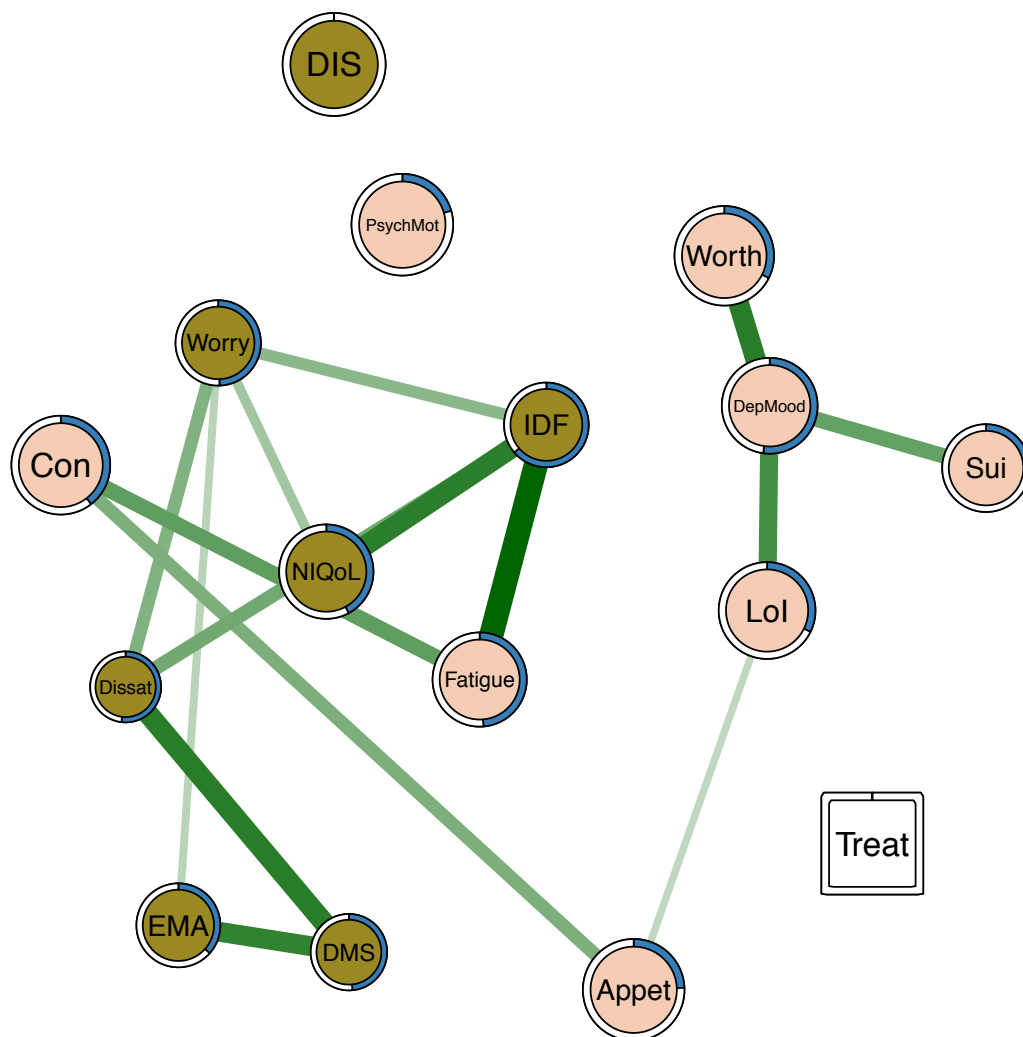 DIS
PsychMot
Worth
Worry
DepMood
IDF
Con
Sui
NIQoL
LoI
Fatigue
Dissat
Treat
EMA
DMS
Appet